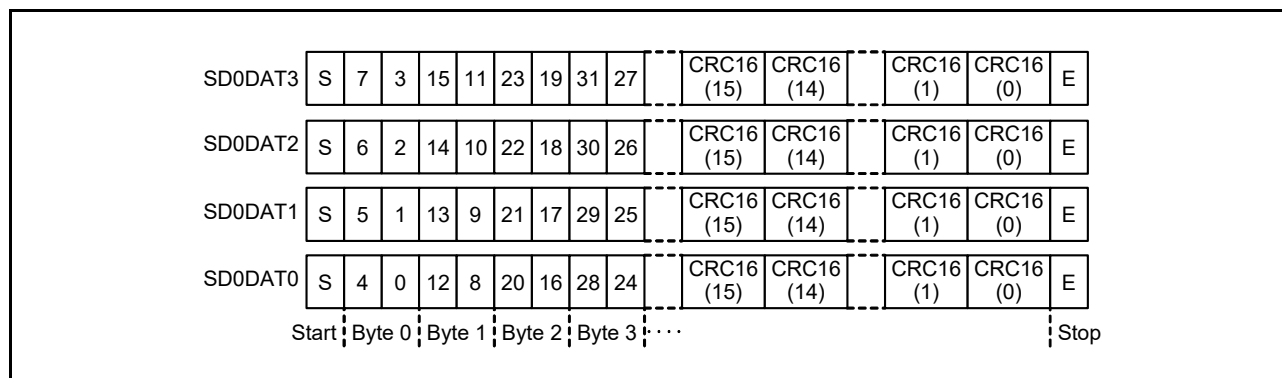 SD0DAT3 S 7 3 15 11 23 19 31 27 CRC16 (15) CRC16 (14) CRC16 (1) CRC16 (0) E
SD0DAT2 S 6 2 14 10 22 18 30 26 CRC16 (15) CRC16 (14) CRC16 (1) CRC16 (0) E
SD0DAT1 S 5 1 13 9 21 17 29 25 CRC16 (15) CRC16 (14) CRC16 (1) CRC16 (0) E
SD0DAT0 S 4 0 12 8 20 16 28 24 CRC16 (15) CRC16 (14) CRC16 (1) CRC16 (0) E
Start Byte 0 Byte 1 Byte 2 Byte 3 ···· Stop